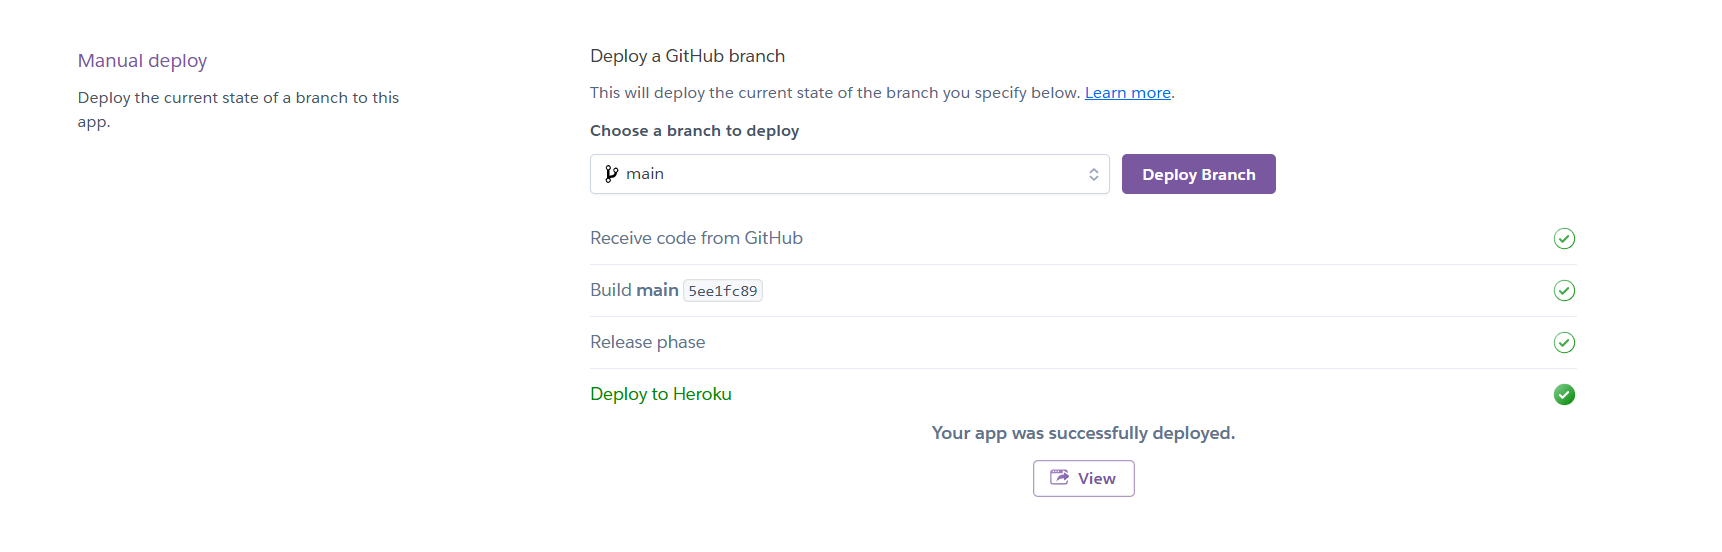 Manual deploy
Deploy the current state of a branch to this
app.
Deploy a GitHub branch
This will deploy the current state of the branch you specify below. Learn more.
Choose a branch to deploy
main
Deploy Branch
Receive code from GitHub
Build main 5ee1fc89
Release phase
Deploy to Heroku
Your app was successfully deployed.
View